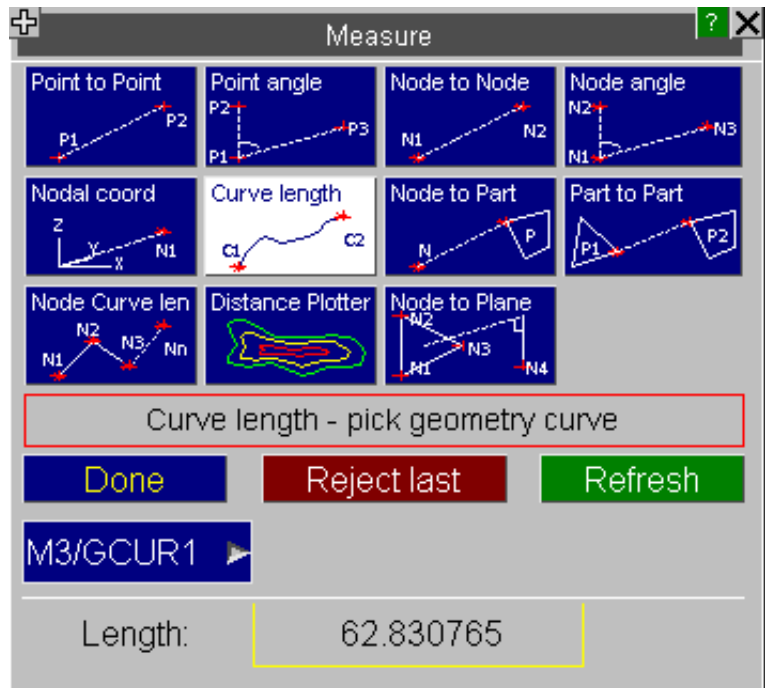 ?
Measure
Point to Point
P1
P2
Point angle
P2
P3
P1
Node to Node
N1
N2
Node angle
N2
N3
N1
Nodal coord
Z
Y
X
N1
Curve length
C1
C2
Node to Part
N
P
Part to Part
P1
P2
Node Curve len
N1
N2
N3
Nn
Distance Plotter
Node to Plane
N2
N3
N1
N4
Curve length - pick geometry curve
Done
Reject last
Refresh
M3/GCUR1
Length:
62.830765